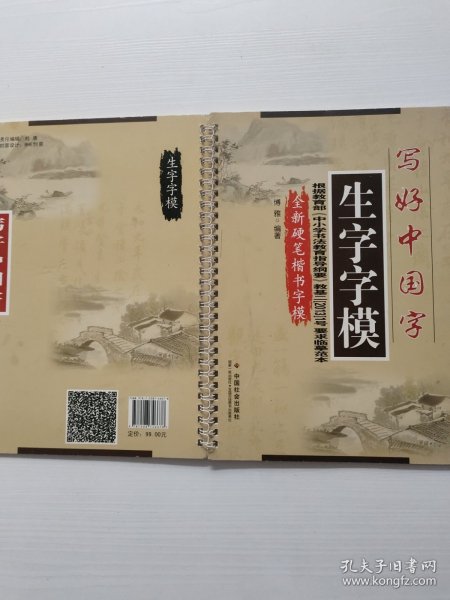 写好中国字
生字字模
根据教育部《中小学书法教育指导纲要》教基二[2013]1号 要求临摹范本
全新硬笔楷书字模
博雅·编著
中国社会出版社
生字字模
定价：99.00元
孔夫子旧书网
www.kongfz.com